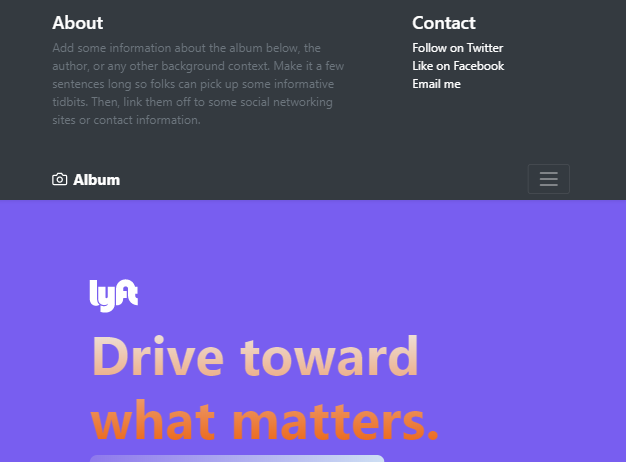 About
Add some information about the album below, the
author, or any other background context. Make it a few
sentences long so folks can pick up some informative
tidbits. Then, link them off to some social networking
sites or contact information.
Contact
Follow on Twitter
Like on Facebook
Email me
Album
lyft
Drive toward
what matters.